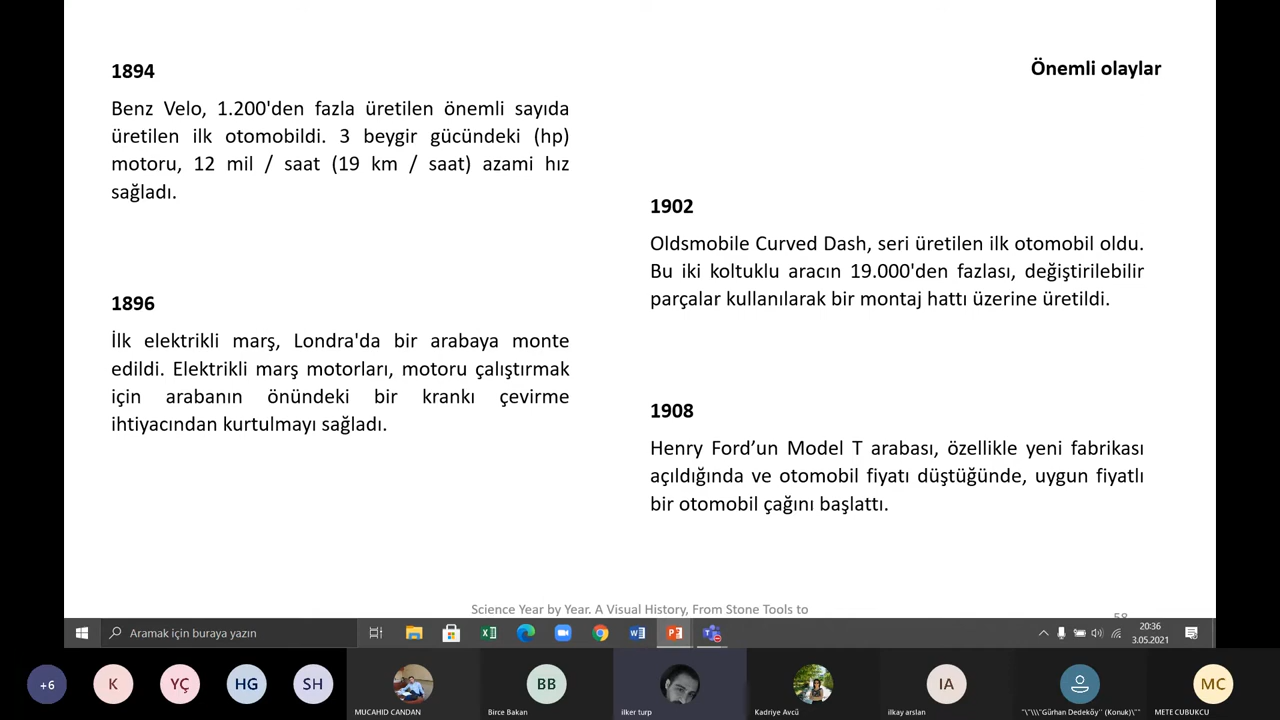 Önemli olaylar
1894
Benz Velo, 1.200'den fazla üretilen önemli sayıda
üretilen ilk otomobildi. 3 beygir gücündeki (hp)
motoru, 12 mil / saat (19 km / saat) azami hız
sağladı.
1896
İlk elektrikli marş, Londra'da bir arabaya monte
edildi. Elektrikli marş motorları, motoru çalıştırmak
için arabanın önündeki bir krankı çevirme
ihtiyacından kurtulmayı sağladı.
1902
Oldsmobile Curved Dash, seri üretilen ilk otomobil oldu.
Bu iki koltuklu aracın 19.000'den fazlası, değiştirilebilir
parçalar kullanılarak bir montaj hattı üzerine üretildi.
1908
Henry Ford’un Model T arabası, özellikle yeni fabrikası
açıldığında ve otomobil fiyatı düştüğünde, uygun fiyatlı
bir otomobil çağını başlattı.
Science Year by Year. A Visual History, From Stone Tools to
58
Aramak için buraya yazın
20:36
3.05.2021
+6
K
YÇ
HG
SH
MUCAHID CANDAN
BB
Birce Bakan
ilker turp
Kadriye Avcü
IA
ilkay arslan
"\"\\\"Gürhan Dedeköy" (Konuk)\""
MC
METE CUBUKCU